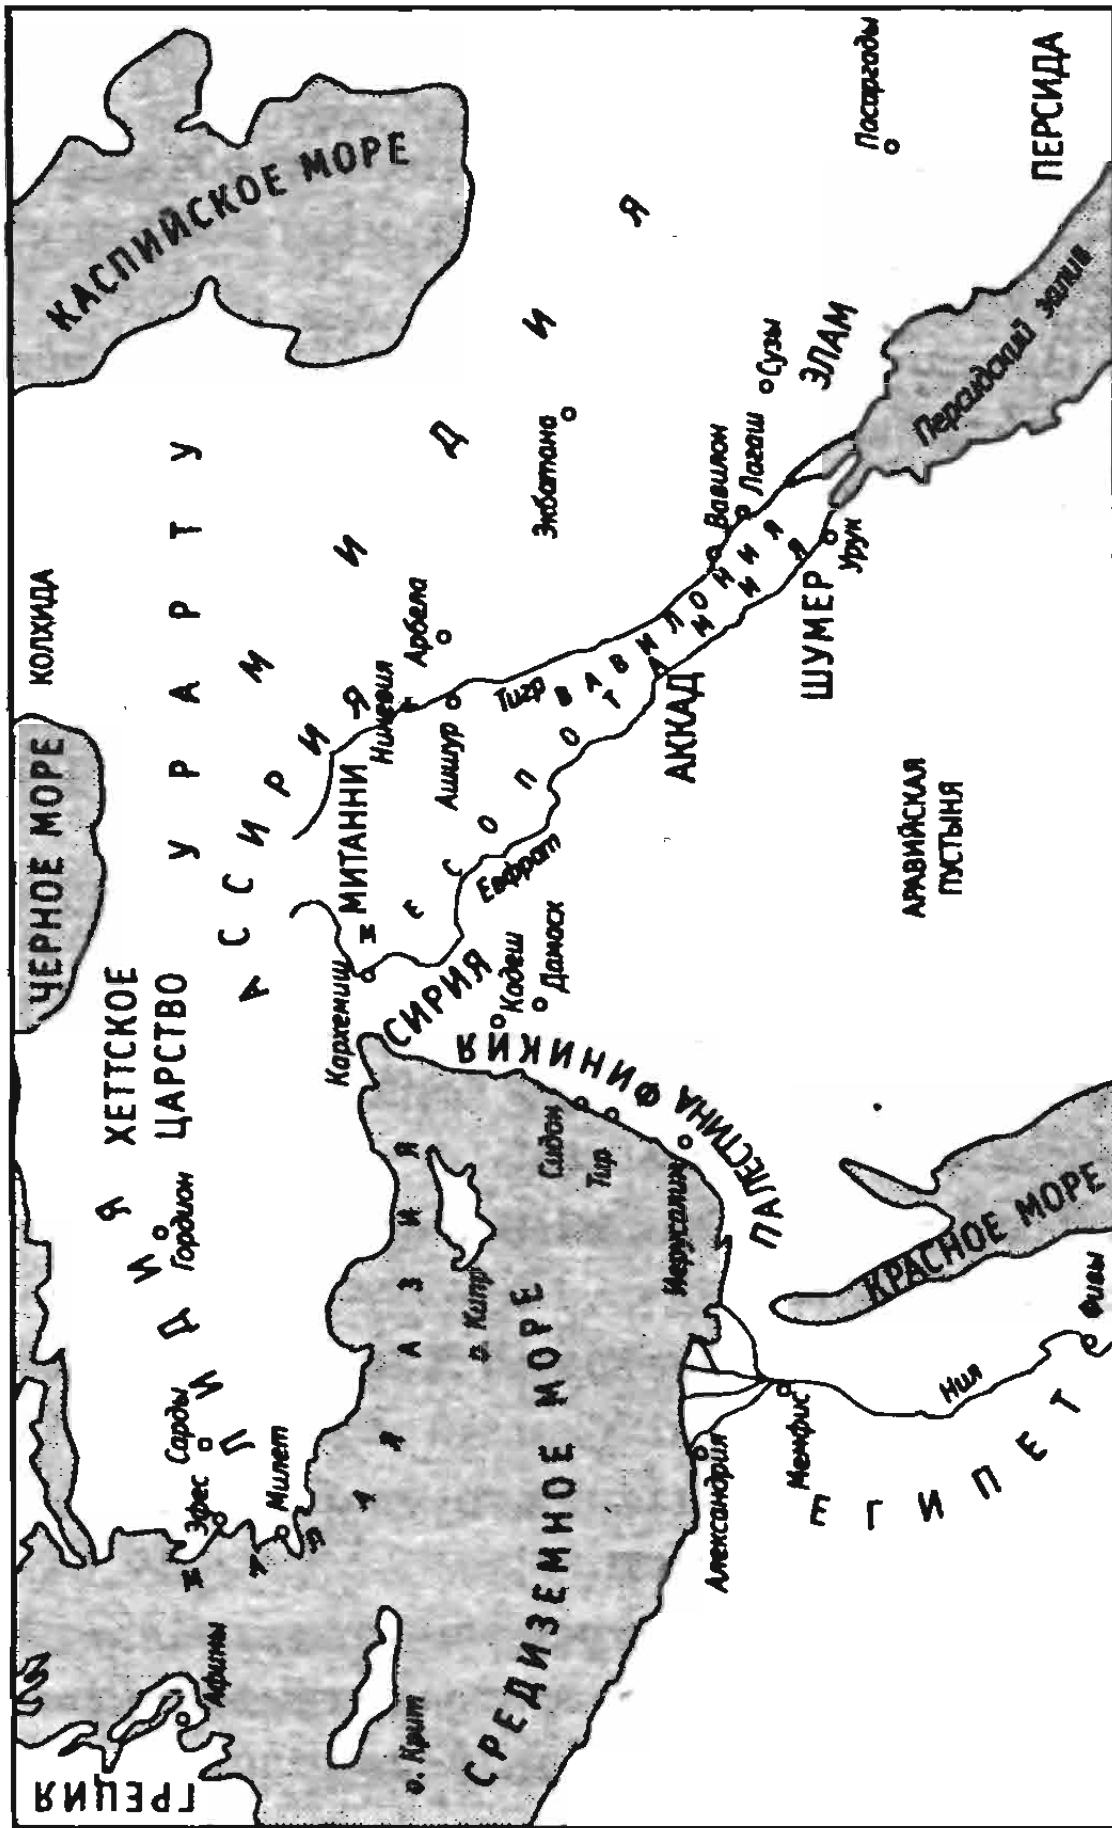 ГРЕЦИЯ
Афины
ЧЕРНОЕ МОРЕ
КОЛХИДА
КАСПИЙСКОЕ МОРЕ
ХЕТТСКОЕ
ЦАРСТВО
УРАРТУ
ЛИДИЯ
Гордион
Сарды
Эфес
Милет
МАЛАЯ АЗИЯ
АССИРИЯ
МИДИЯ
Кархемиш
МИТАННИ
Ниневия
Арбела
Ашшур
Экбатана
Тигр
Евфрат
МЕСОПОТАМИЯ
ВАВИЛОНИЯ
СИРИЯ
Кадеш
Дамаск
ФИНИКИЯ
Сидон
Тир
ПАЛЕСТИНА
Иерусалим
о. Крит
о. Кипр
СРЕДИЗЕМНОЕ МОРЕ
АККАД
Вавилон
Лагаш
Сузы
ЭЛАМ
ШУМЕР
Урук
Пасаргады
ПЕРСИДА
Персидский залив
АРАВИЙСКАЯ
ПУСТЫНЯ
Александрия
Мемфис
Нил
ЕГИПЕТ
Фивы
КРАСНОЕ МОРЕ